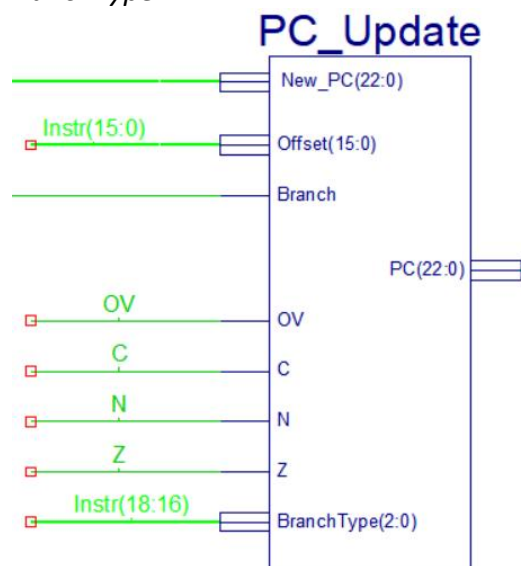 PC_Update
New_PC(22:0)
Instr(15:0)
Offset(15:0)
Branch
PC(22:0)
OV
OV
C
C
N
N
Z
Z
Instr(18:16)
BranchType(2:0)